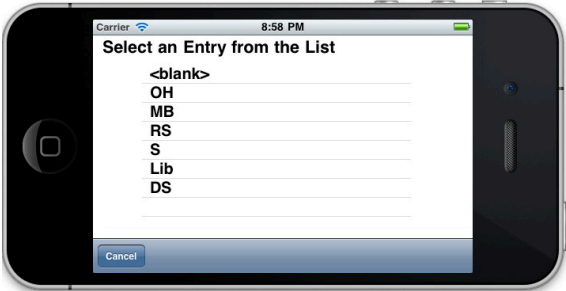 Carrier 8:58 PM
Select an Entry from the List
<blank>
OH
MB
RS
S
Lib
DS
Cancel